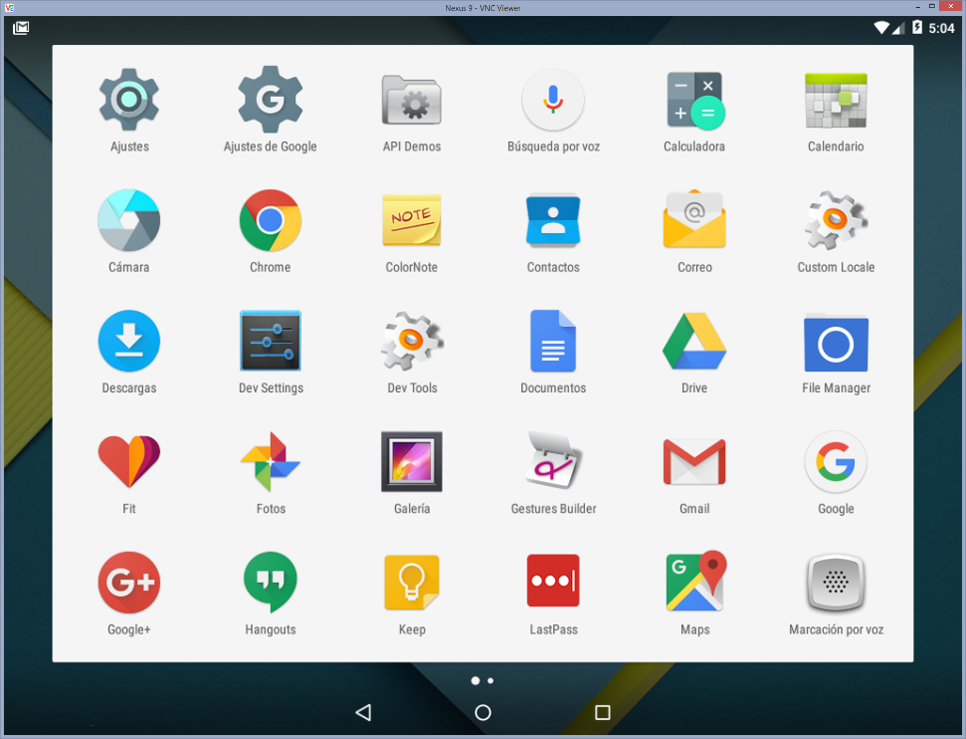 Nexus 9 - VNC Viewer
5:04
Ajustes
Ajustes de Google
API Demos
Búsqueda por voz
Calculadora
Calendario
Cámara
Chrome
NOTE
ColorNote
Contactos
Correo
Custom Locale
Descargas
Dev Settings
Dev Tools
Documentos
Drive
File Manager
Fit
Fotos
Galería
Gestures Builder
Gmail
Google
G+
Google+
Hangouts
Keep
LastPass
G
Maps
Marcación por voz